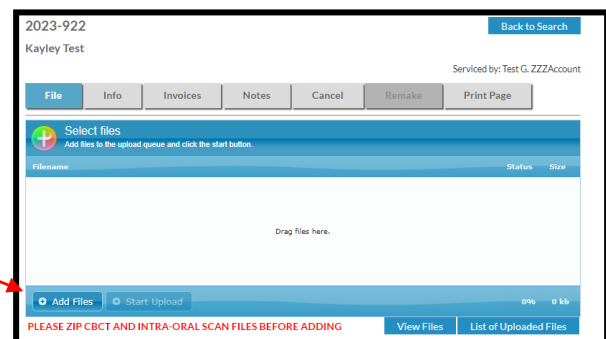 2023-922
Back to Search
Kayley Test
Serviced by: Test G. ZZZAccount
File Info Invoices Notes Cancel Remake Print Page
Select files
Add files to the upload queue and click the start button.
Filename Status Size
Drag files here.
Add Files Start Upload 0% 0 kb
PLEASE ZIP CBCT AND INTRA-ORAL SCAN FILES BEFORE ADDING View Files List of Uploaded Files